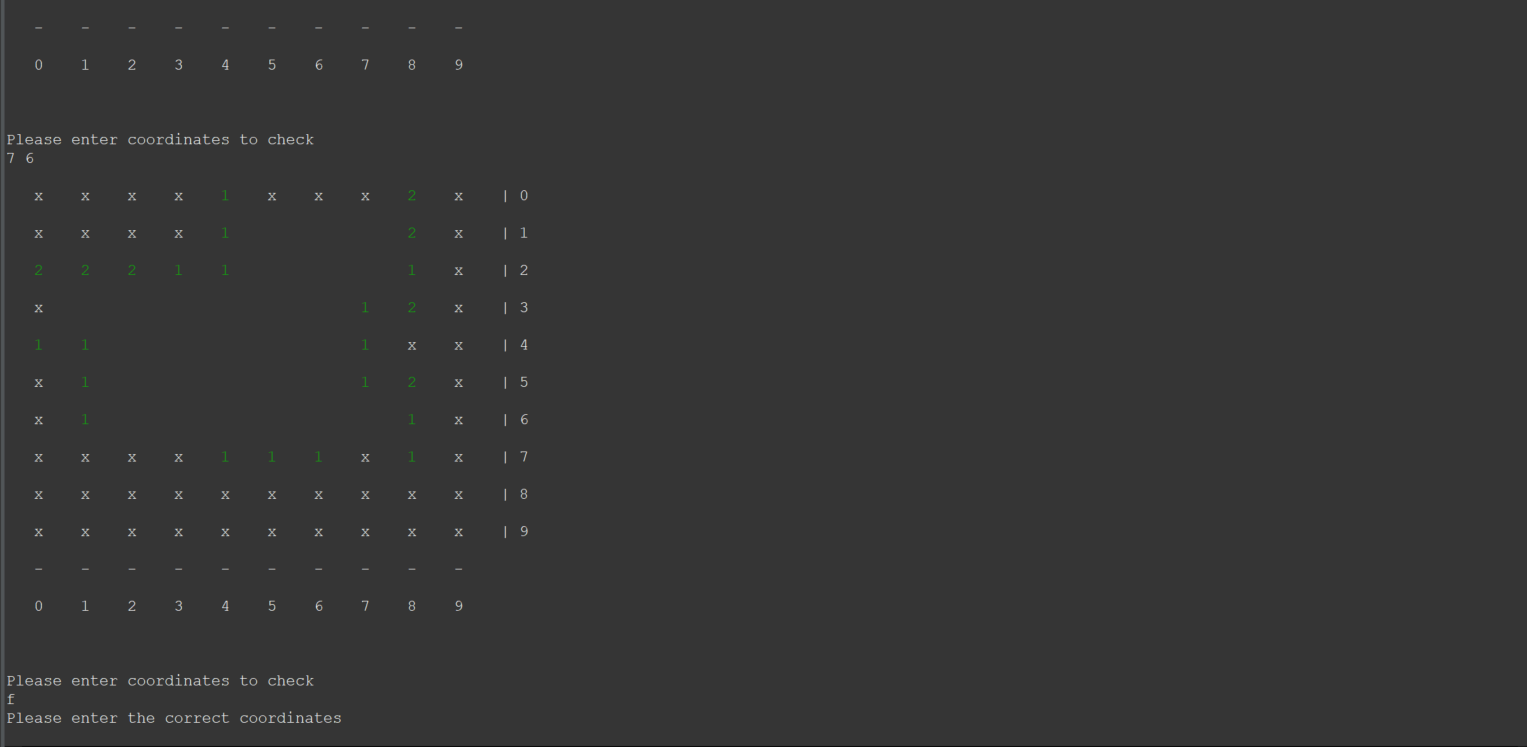 - - - - - - - - - -
0 1 2 3 4 5 6 7 8 9
Please enter coordinates to check
7 6
x x x x 1 x x x 2 x | 0
x x x x 1 2 x | 1
2 2 2 1 1 1 x | 2
x 1 2 x | 3
1 1 1 x x | 4
x 1 1 2 x | 5
x 1 1 x | 6
x x x x 1 1 1 x 1 x | 7
x x x x x x x x x x | 8
x x x x x x x x x x | 9
- - - - - - - - - -
0 1 2 3 4 5 6 7 8 9
Please enter coordinates to check
f
Please enter the correct coordinates